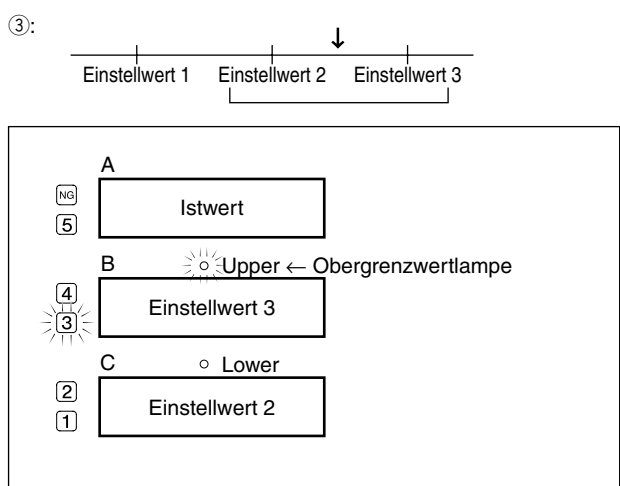 ③:
↓
Einstellwert 1 Einstellwert 2 Einstellwert 3
A
NG
5
Istwert
B
Upper ← Obergrenzwertlampe
4
3
Einstellwert 3
C
Lower
2
1
Einstellwert 2